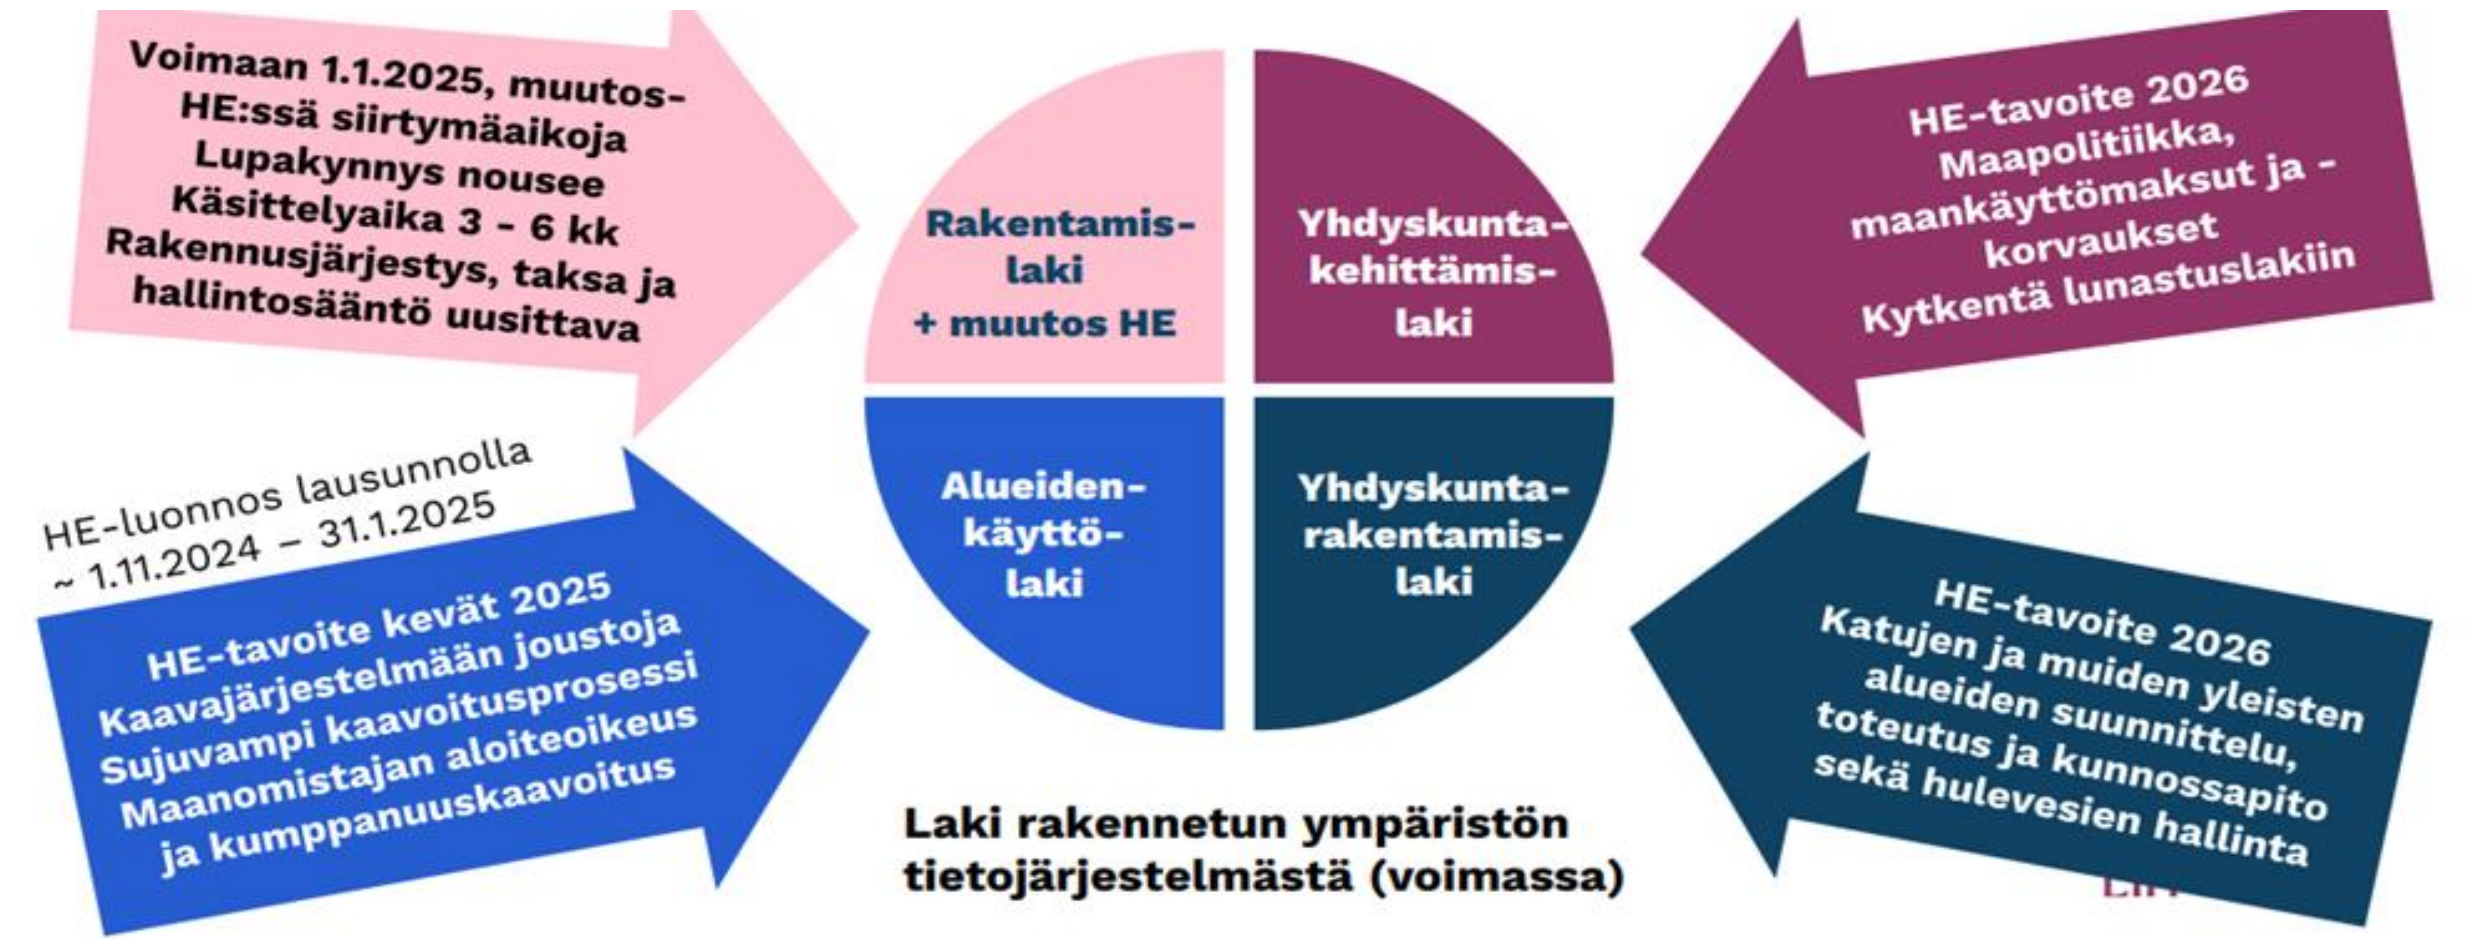 Voimaan 1.1.2025, muutos-
HE:ssä siirtymäaikoja
Lupakynnys nousee
Käsittelyaika 3 - 6 kk
Rakennusjärjestys, taksa ja
hallintosääntö uusittava
Rakentamis-
laki
+ muutos HE
Yhdyskunta-
kehittämis-
laki
HE-tavoite 2026
Maapolitiikka,
maankäyttömaksut ja -
korvaukset
Kytkentä lunastuslakiin
HE-luonnos lausunnolla
~ 1.11.2024 – 31.1.2025
HE-tavoite kevät 2025
Kaavajärjestelmään joustoja
Sujuvampi kaavoitusprosessi
Maanomistajan aloiteoikeus
ja kumppanuuskaavoitus
Alueiden-
käyttö-
laki
Yhdyskunta-
rakentamis-
laki
HE-tavoite 2026
Katujen ja muiden yleisten
alueiden suunnittelu,
toteutus ja kunnossapito
sekä hulevesien hallinta
Laki rakennetun ympäristön
tietojärjestelmästä (voimassa)